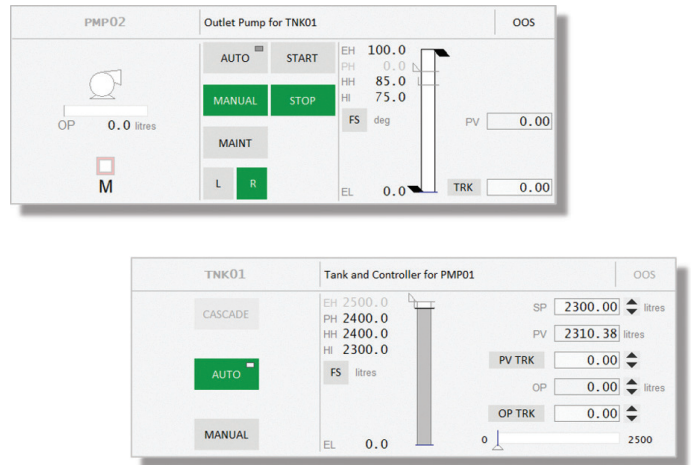 PMP02 Outlet Pump for TNK01 OOS
AUTO START EH 100.0
PH 0.0
HH 85.0
MANUAL STOP HI 75.0
OP 0.0 litres FS deg PV 0.00
MAINT
M L R EL 0.0 TRK 0.00
TNK01 Tank and Controller for PMP01 OOS
CASCADE EH 2500.0 SP 2300.00 litres
PH 2400.0
HH 2400.0 PV 2310.38 litres
HI 2300.0
AUTO FS litres PV TRK 0.00
OP 0.00 litres
OP TRK 0.00
MANUAL EL 0.0 0 2500